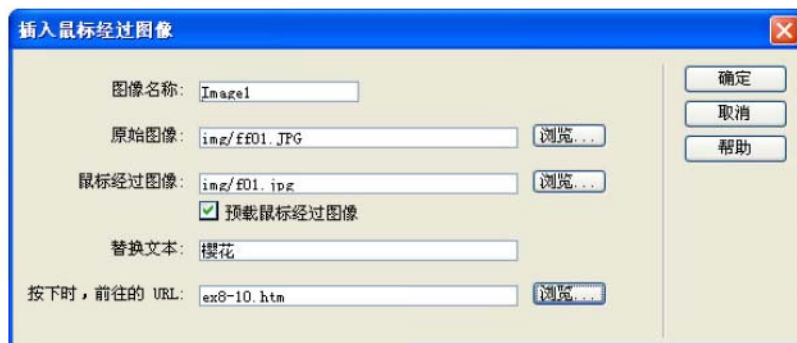 插入鼠标经过图像
图像名称: Image1
确定
原始图像: img/ff01.JPG 浏览...
取消
帮助
鼠标经过图像: img/f01.jpg 浏览...
预载鼠标经过图像
替换文本: 樱花
按下时，前往的 URL: ex8-10.htm 浏览...